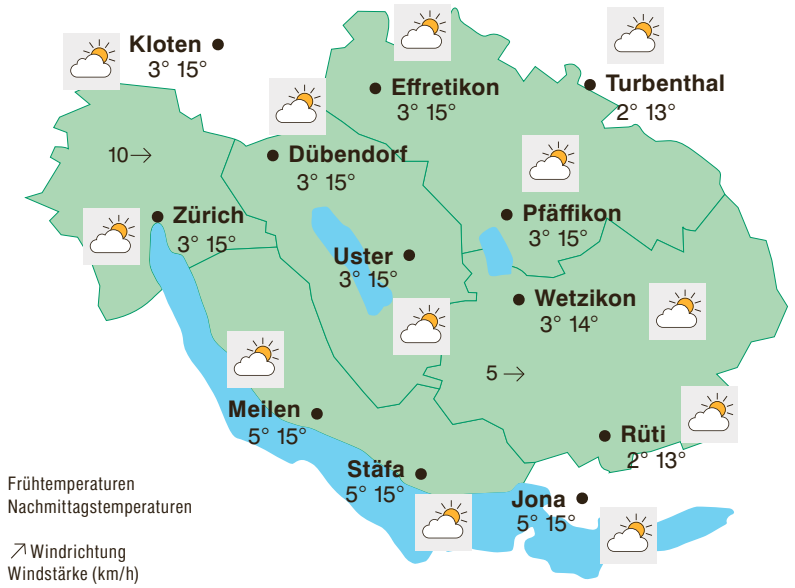 Kloten
3° 15°
Effretikon
3° 15°
Turbenthal
2° 13°
10→
Dübendorf
3° 15°
Zürich
3° 15°
Pfäffikon
3° 15°
Uster
3° 15°
Wetzikon
3° 14°
5→
Meilen
5° 15°
Rüti
2° 13°
Stäfa
5° 15°
Jona
5° 15°
Frühtemperaturen
Nachmittagstemperaturen
↗Windrichtung
Windstärke (km/h)